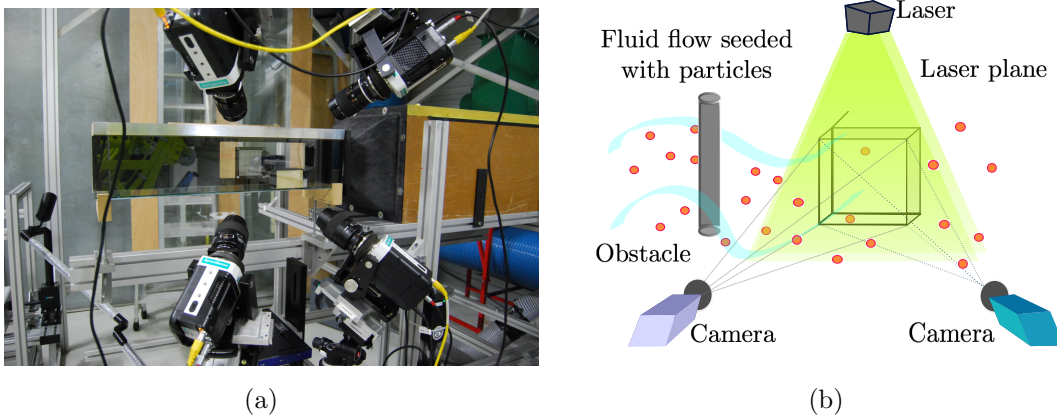 Laser
Fluid flow seeded
with particles
Laser plane
Obstacle
Camera
Camera
(a)
(b)